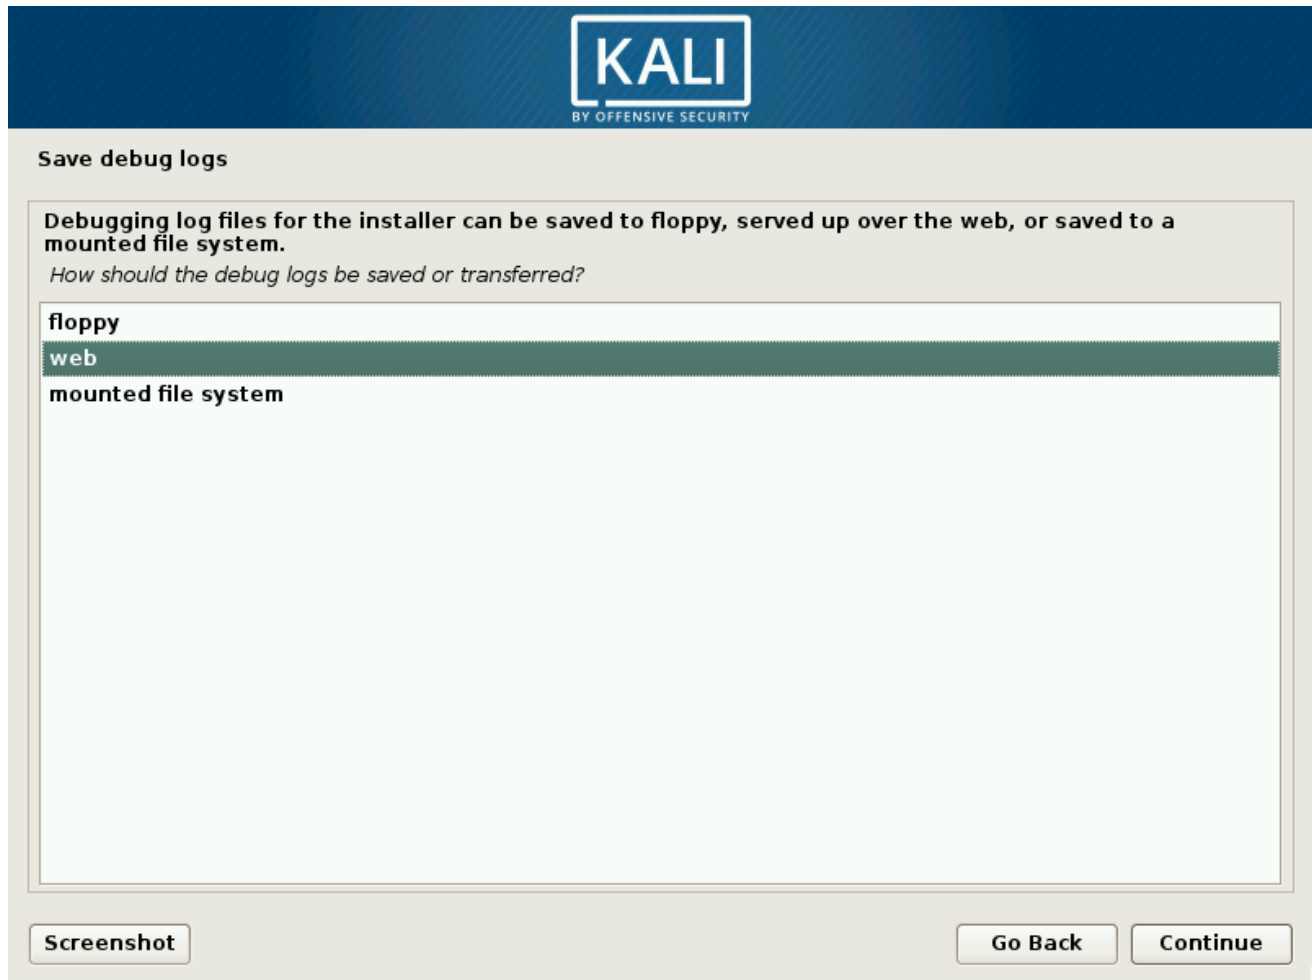 KALI
BY OFFENSIVE SECURITY
Save debug logs
Debugging log files for the installer can be saved to floppy, served up over the web, or saved to a
mounted file system.
How should the debug logs be saved or transferred?
floppy
web
mounted file system
Screenshot
Go Back
Continue